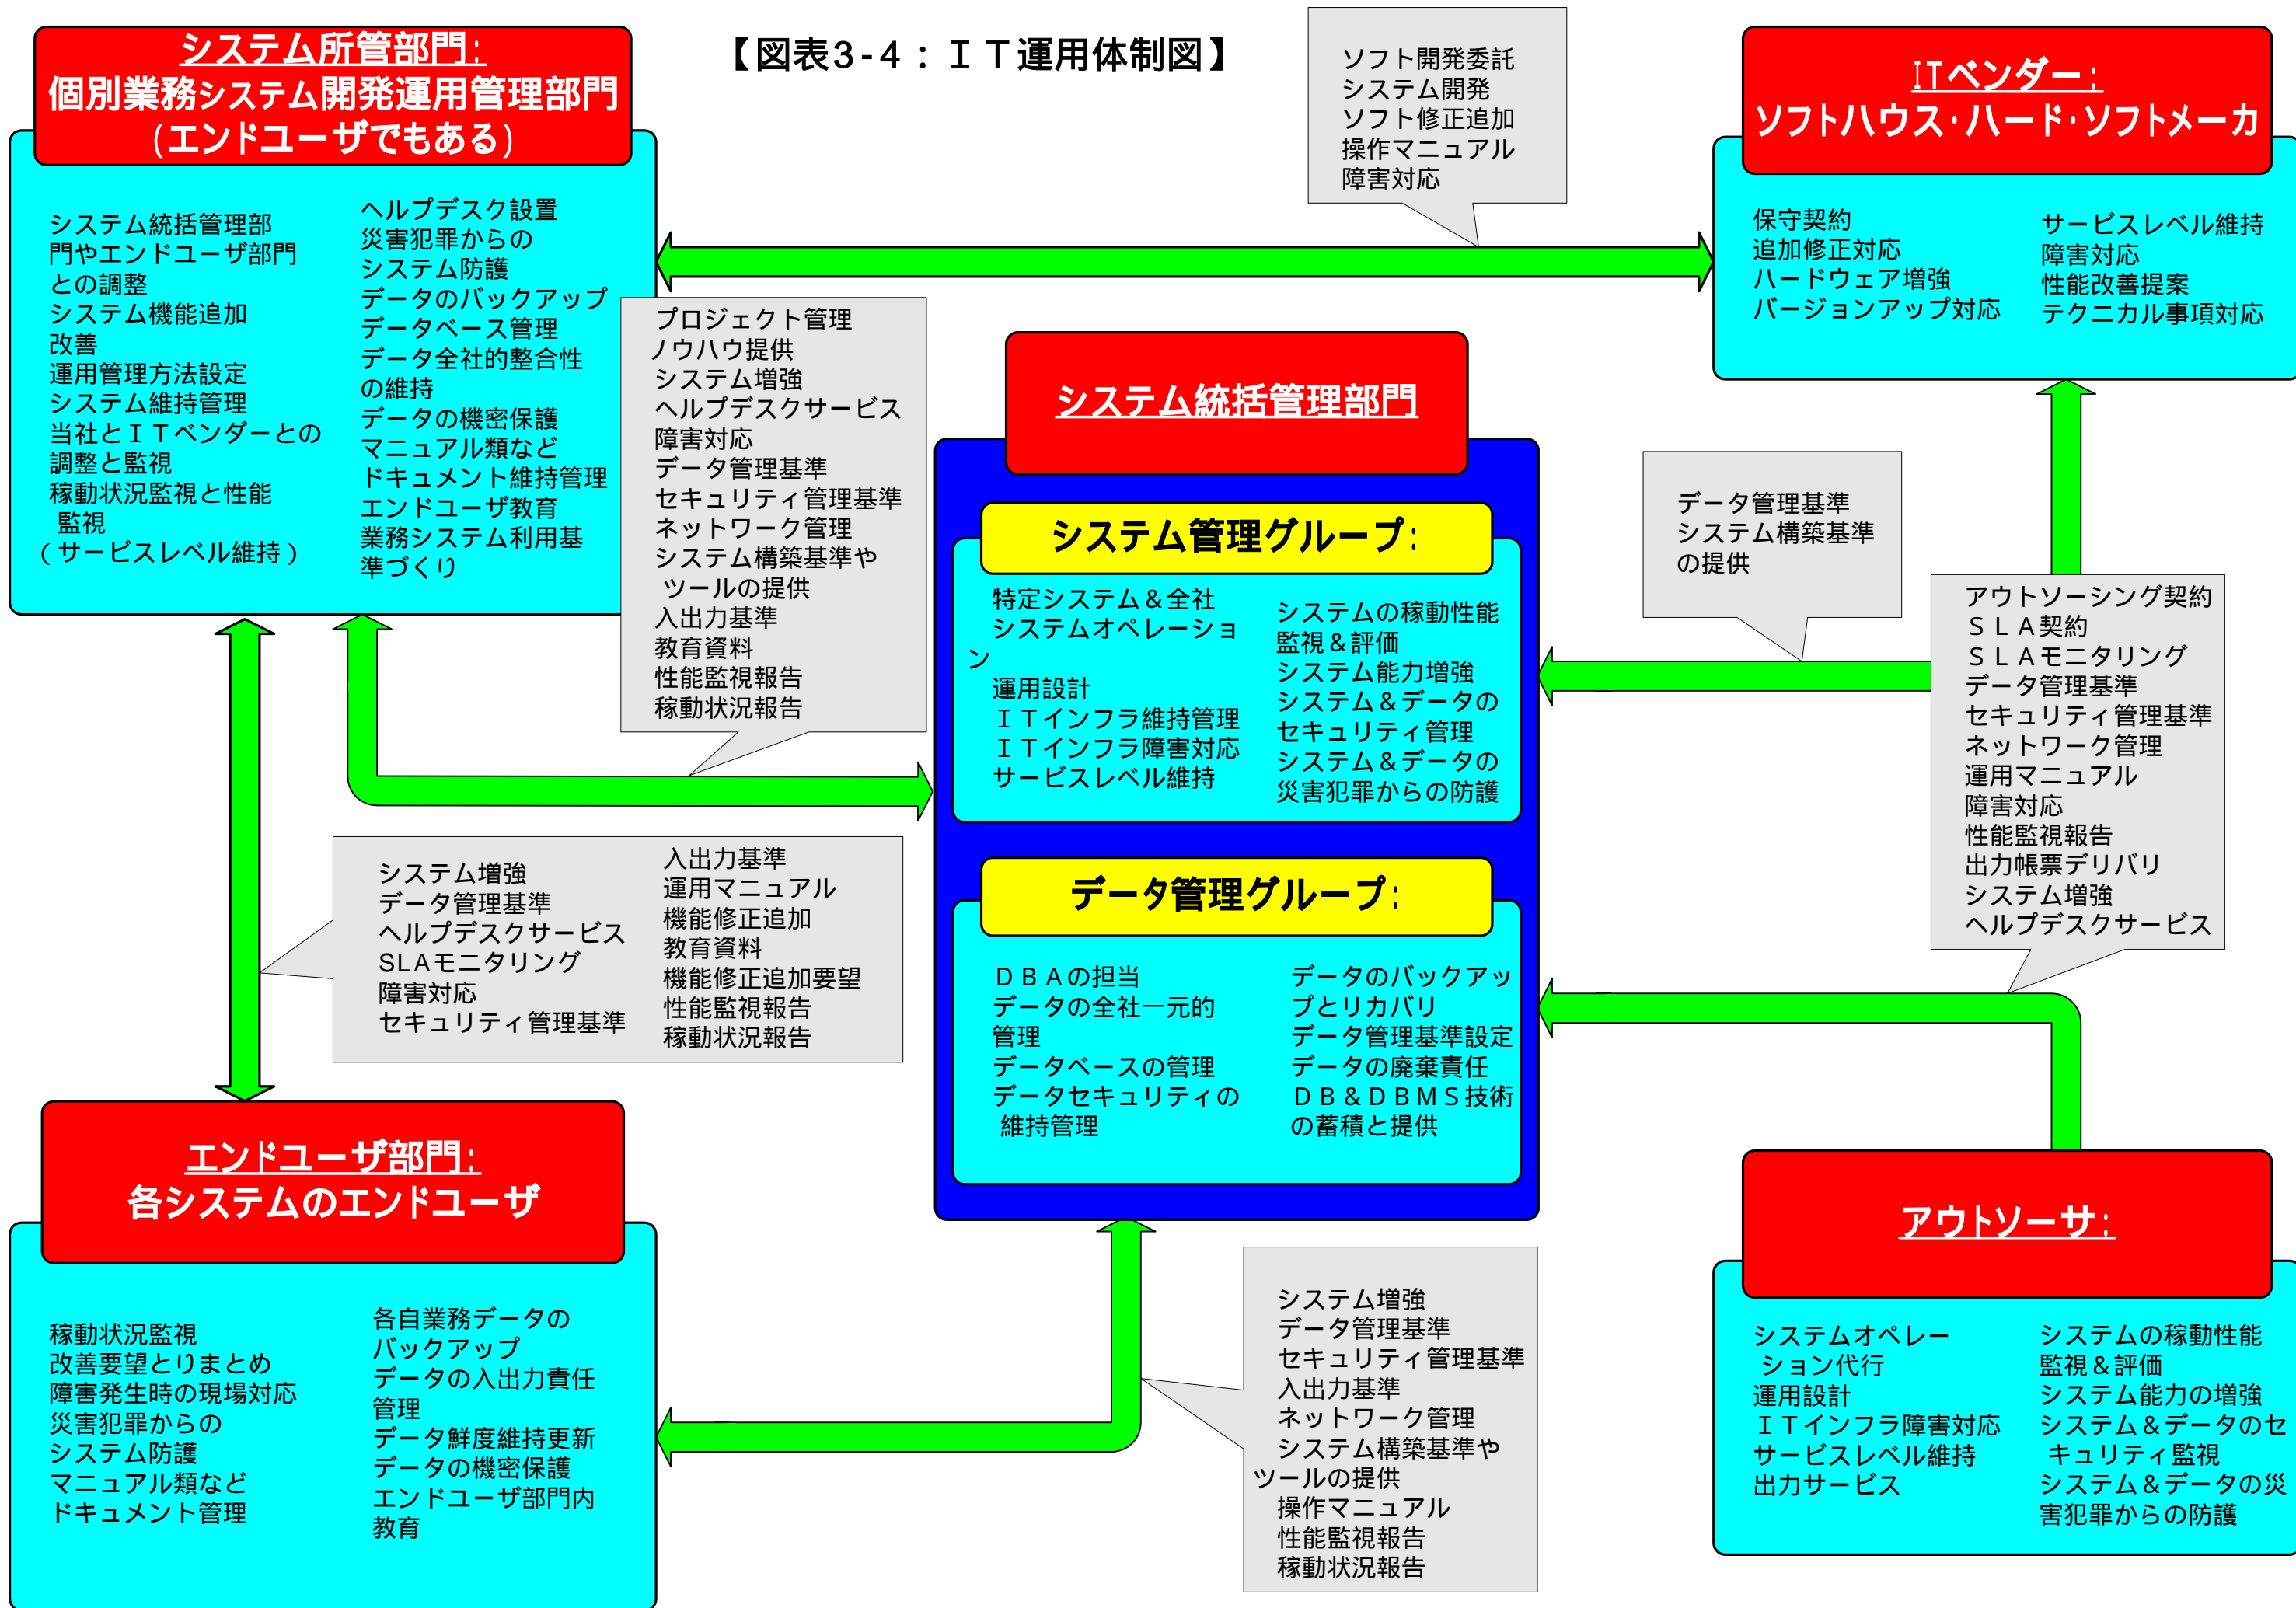 【図表3-4：ＩＴ運用体制図】
システム所管部門:
個別業務システム開発運用管理部門
(エンドユーザでもある)
システム統括管理部
門やエンドユーザ部門
との調整
システム機能追加
改善
運用管理方法設定
システム維持管理
当社とＩＴベンダーとの
調整と監視
稼動状況監視と性能
監視
（サービスレベル維持）
ヘルプデスク設置
災害犯罪からの
システム防護
データのバックアップ
データベース管理
データ全社的整合性
の維持
データの機密保護
マニュアル類など
ドキュメント維持管理
エンドユーザ教育
業務システム利用基
準づくり
ソフト開発委託
システム開発
ソフト修正追加
操作マニュアル
障害対応
ITベンダー:
ソフトハウス・ハード・ソフトメーカ
保守契約
追加修正対応
ハードウェア増強
バージョンアップ対応
サービスレベル維持
障害対応
性能改善提案
テクニカル事項対応
プロジェクト管理
ノウハウ提供
システム増強
ヘルプデスクサービス
障害対応
データ管理基準
セキュリティ管理基準
ネットワーク管理
システム構築基準や
ツールの提供
入出力基準
教育資料
性能監視報告
稼動状況報告
システム統括管理部門
システム管理グループ:
特定システム＆全社
システムオペレーショ
ン
運用設計
ＩＴインフラ維持管理
ＩＴインフラ障害対応
サービスレベル維持
システムの稼動性能
監視＆評価
システム能力増強
システム＆データの
セキュリティ管理
システム＆データの
災害犯罪からの防護
データ管理グループ:
ＤＢＡの担当
データの全社一元的
管理
データベースの管理
データセキュリティの
維持管理
データのバックアッ
プとリカバリ
データ管理基準設定
データの廃棄責任
ＤＢ＆ＤＢＭＳ技術
の蓄積と提供
データ管理基準
システム構築基準
の提供
アウトソーシング契約
ＳＬＡ契約
ＳＬＡモニタリング
データ管理基準
セキュリティ管理基準
ネットワーク管理
運用マニュアル
障害対応
性能監視報告
出力帳票デリバリ
システム増強
ヘルプデスクサービス
システム増強
データ管理基準
ヘルプデスクサービス
SLAモニタリング
障害対応
セキュリティ管理基準
入出力基準
運用マニュアル
機能修正追加
教育資料
機能修正追加要望
性能監視報告
稼動状況報告
エンドユーザ部門:
各システムのエンドユーザ
稼動状況監視
改善要望とりまとめ
障害発生時の現場対応
災害犯罪からの
システム防護
マニュアル類など
ドキュメント管理
各自業務データの
バックアップ
データの入出力責任
管理
データ鮮度維持更新
データの機密保護
エンドユーザ部門内
教育
システム増強
データ管理基準
セキュリティ管理基準
入出力基準
ネットワーク管理
システム構築基準や
ツールの提供
操作マニュアル
性能監視報告
稼動状況報告
アウトソーサ:
システムオペレー
ション代行
運用設計
ＩＴインフラ障害対応
サービスレベル維持
出力サービス
システムの稼動性能
監視＆評価
システム能力の増強
システム＆データのセ
キュリティ監視
システム＆データの災
害犯罪からの防護